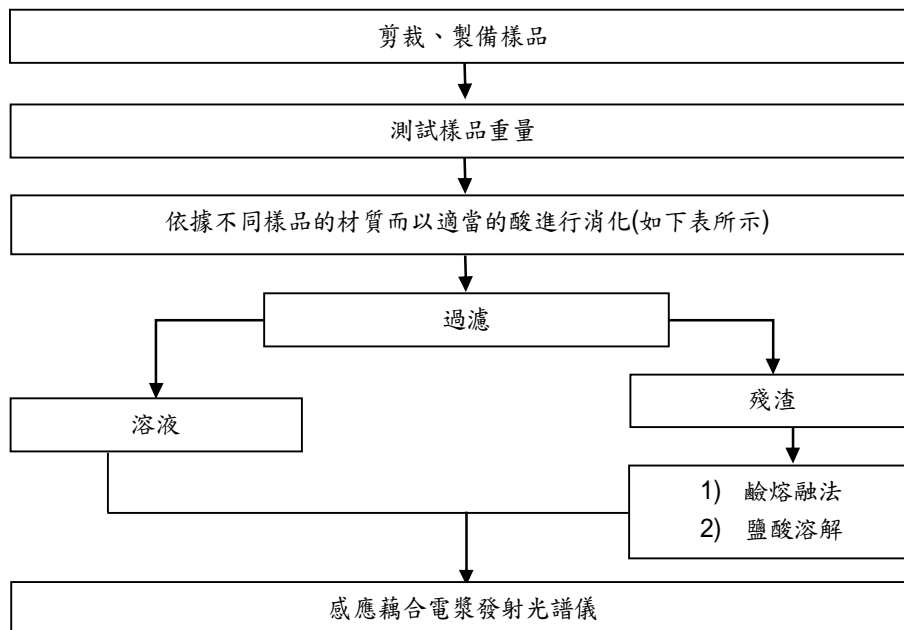 剪裁、製備樣品
測試樣品重量
依據不同樣品的材質而以適當的酸進行消化(如下表所示)
過濾
溶液
殘渣
1) 鹼熔融法
2) 鹽酸溶解
感應藕合電漿發射光譜儀